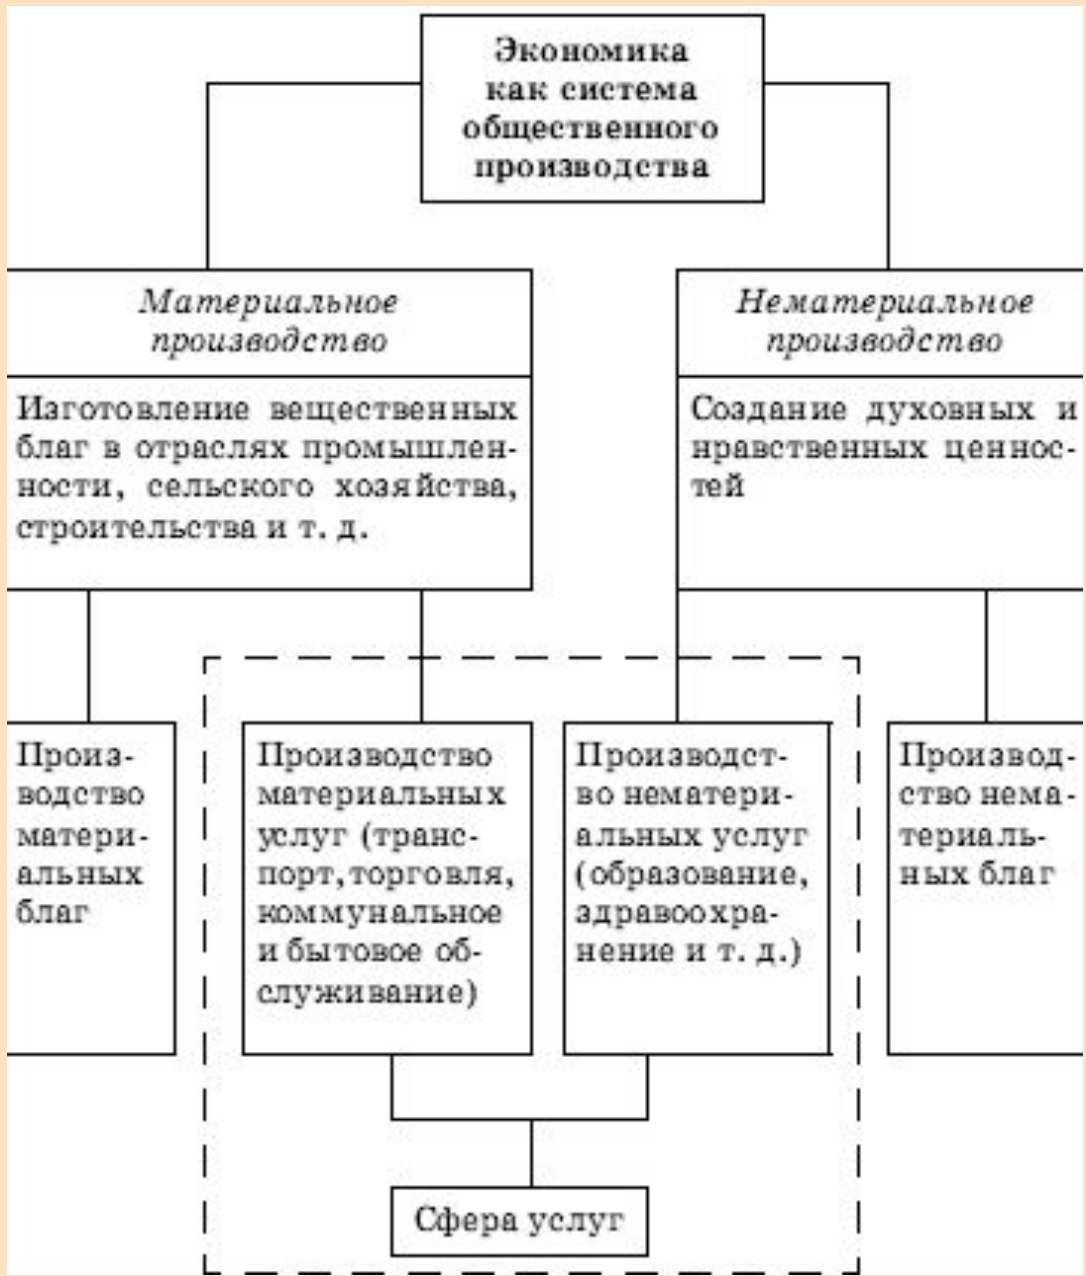 Экономика
как система
общественного
производства
Материальное
производство
Изготовление вещественных
благ в отраслях промышлен-
ности, сельского хозяйства,
строительства и т. д.
Нематериальное
производство
Создание духовных и
нравственных ценнос-
тей
Произ-
водство
матери-
альных
благ
Производство
материальных
услуг (транс-
порт, торговля,
коммунальное
и бытовое об-
служивание)
Производст-
во нематери-
альных услуг
(образование,
здравоохра-
нение и т. д.)
Производ-
ство нема-
териаль-
ных благ
Сфера услуг